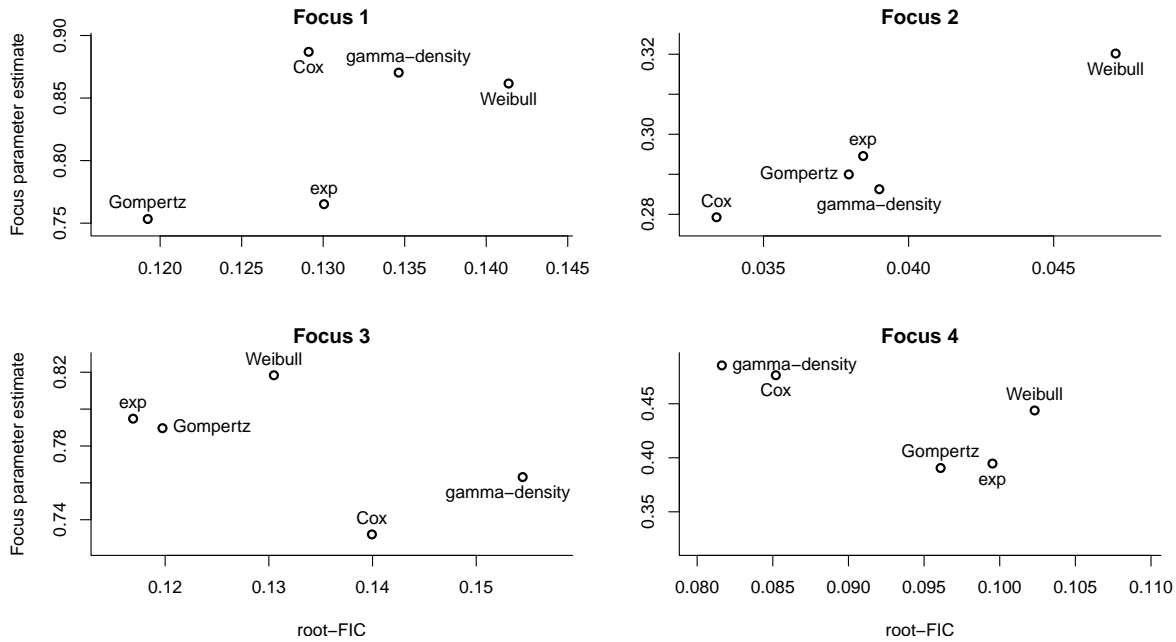 Focus 1
Focus parameter estimate
0.90
0.85
0.80
0.75
Cox
gamma−density
Weibull
Gompertz
exp
0.120 0.125 0.130 0.135 0.140 0.145
Focus 2
0.32
0.30
0.28
Weibull
exp
Gompertz
gamma−density
Cox
0.035 0.040 0.045
Focus 3
Focus parameter estimate
0.82
0.78
0.74
Weibull
exp
Gompertz
gamma−density
Cox
0.12 0.13 0.14 0.15
root−FIC
Focus 4
0.45
0.40
0.35
gamma−density
Cox
Weibull
Gompertz
exp
0.080 0.085 0.090 0.095 0.100 0.105 0.110
root−FIC